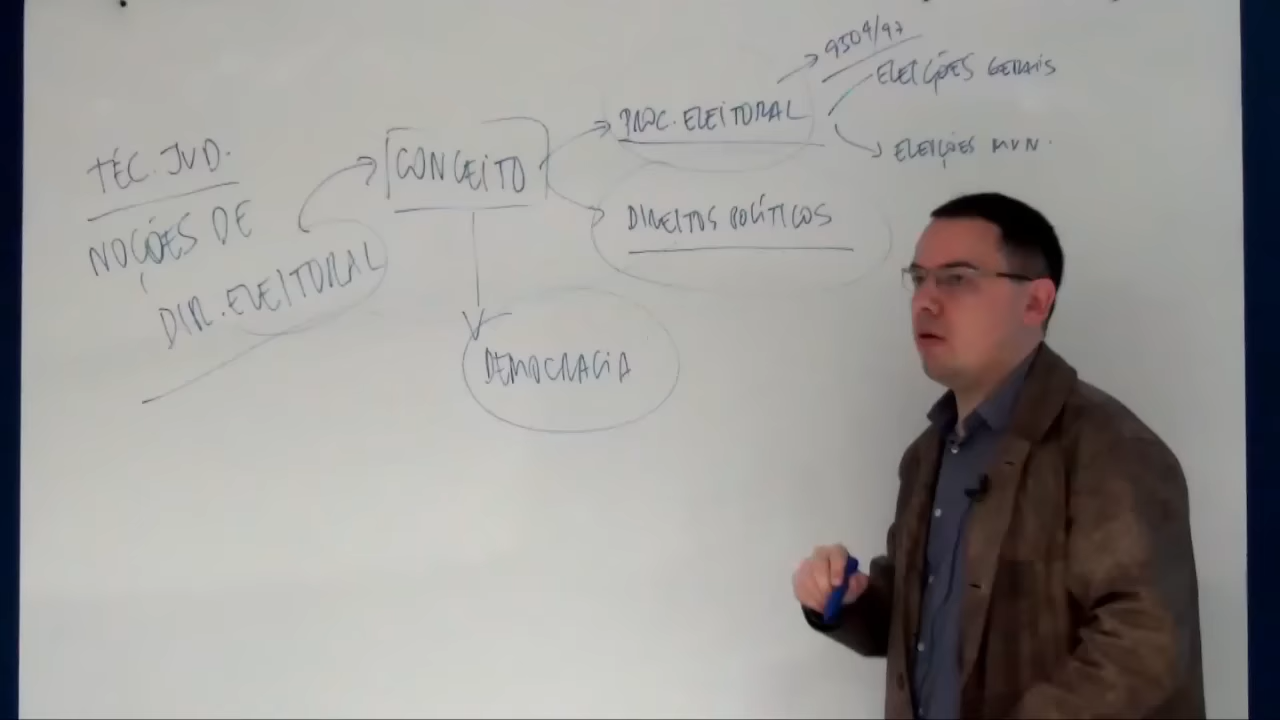 TÉC. JUD.
NOÇÕES DE
DIR. ELEITORAL
CONCEITO
DEMOCRACIA
PROC. ELEITORAL
9504/97
ELEIÇÕES GERAIS
ELEIÇÕES MUN.
DIREITOS POLÍTICOS